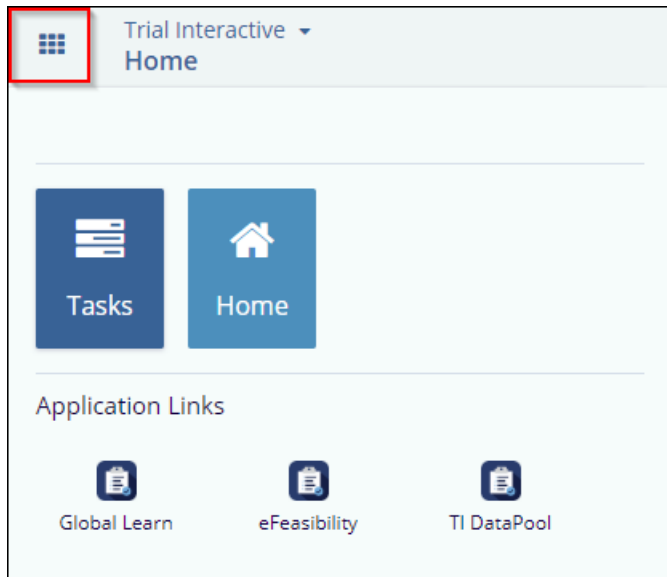 Trial Interactive
Home
Tasks Home
Application Links
Global Learn eFeasibility TI DataPool